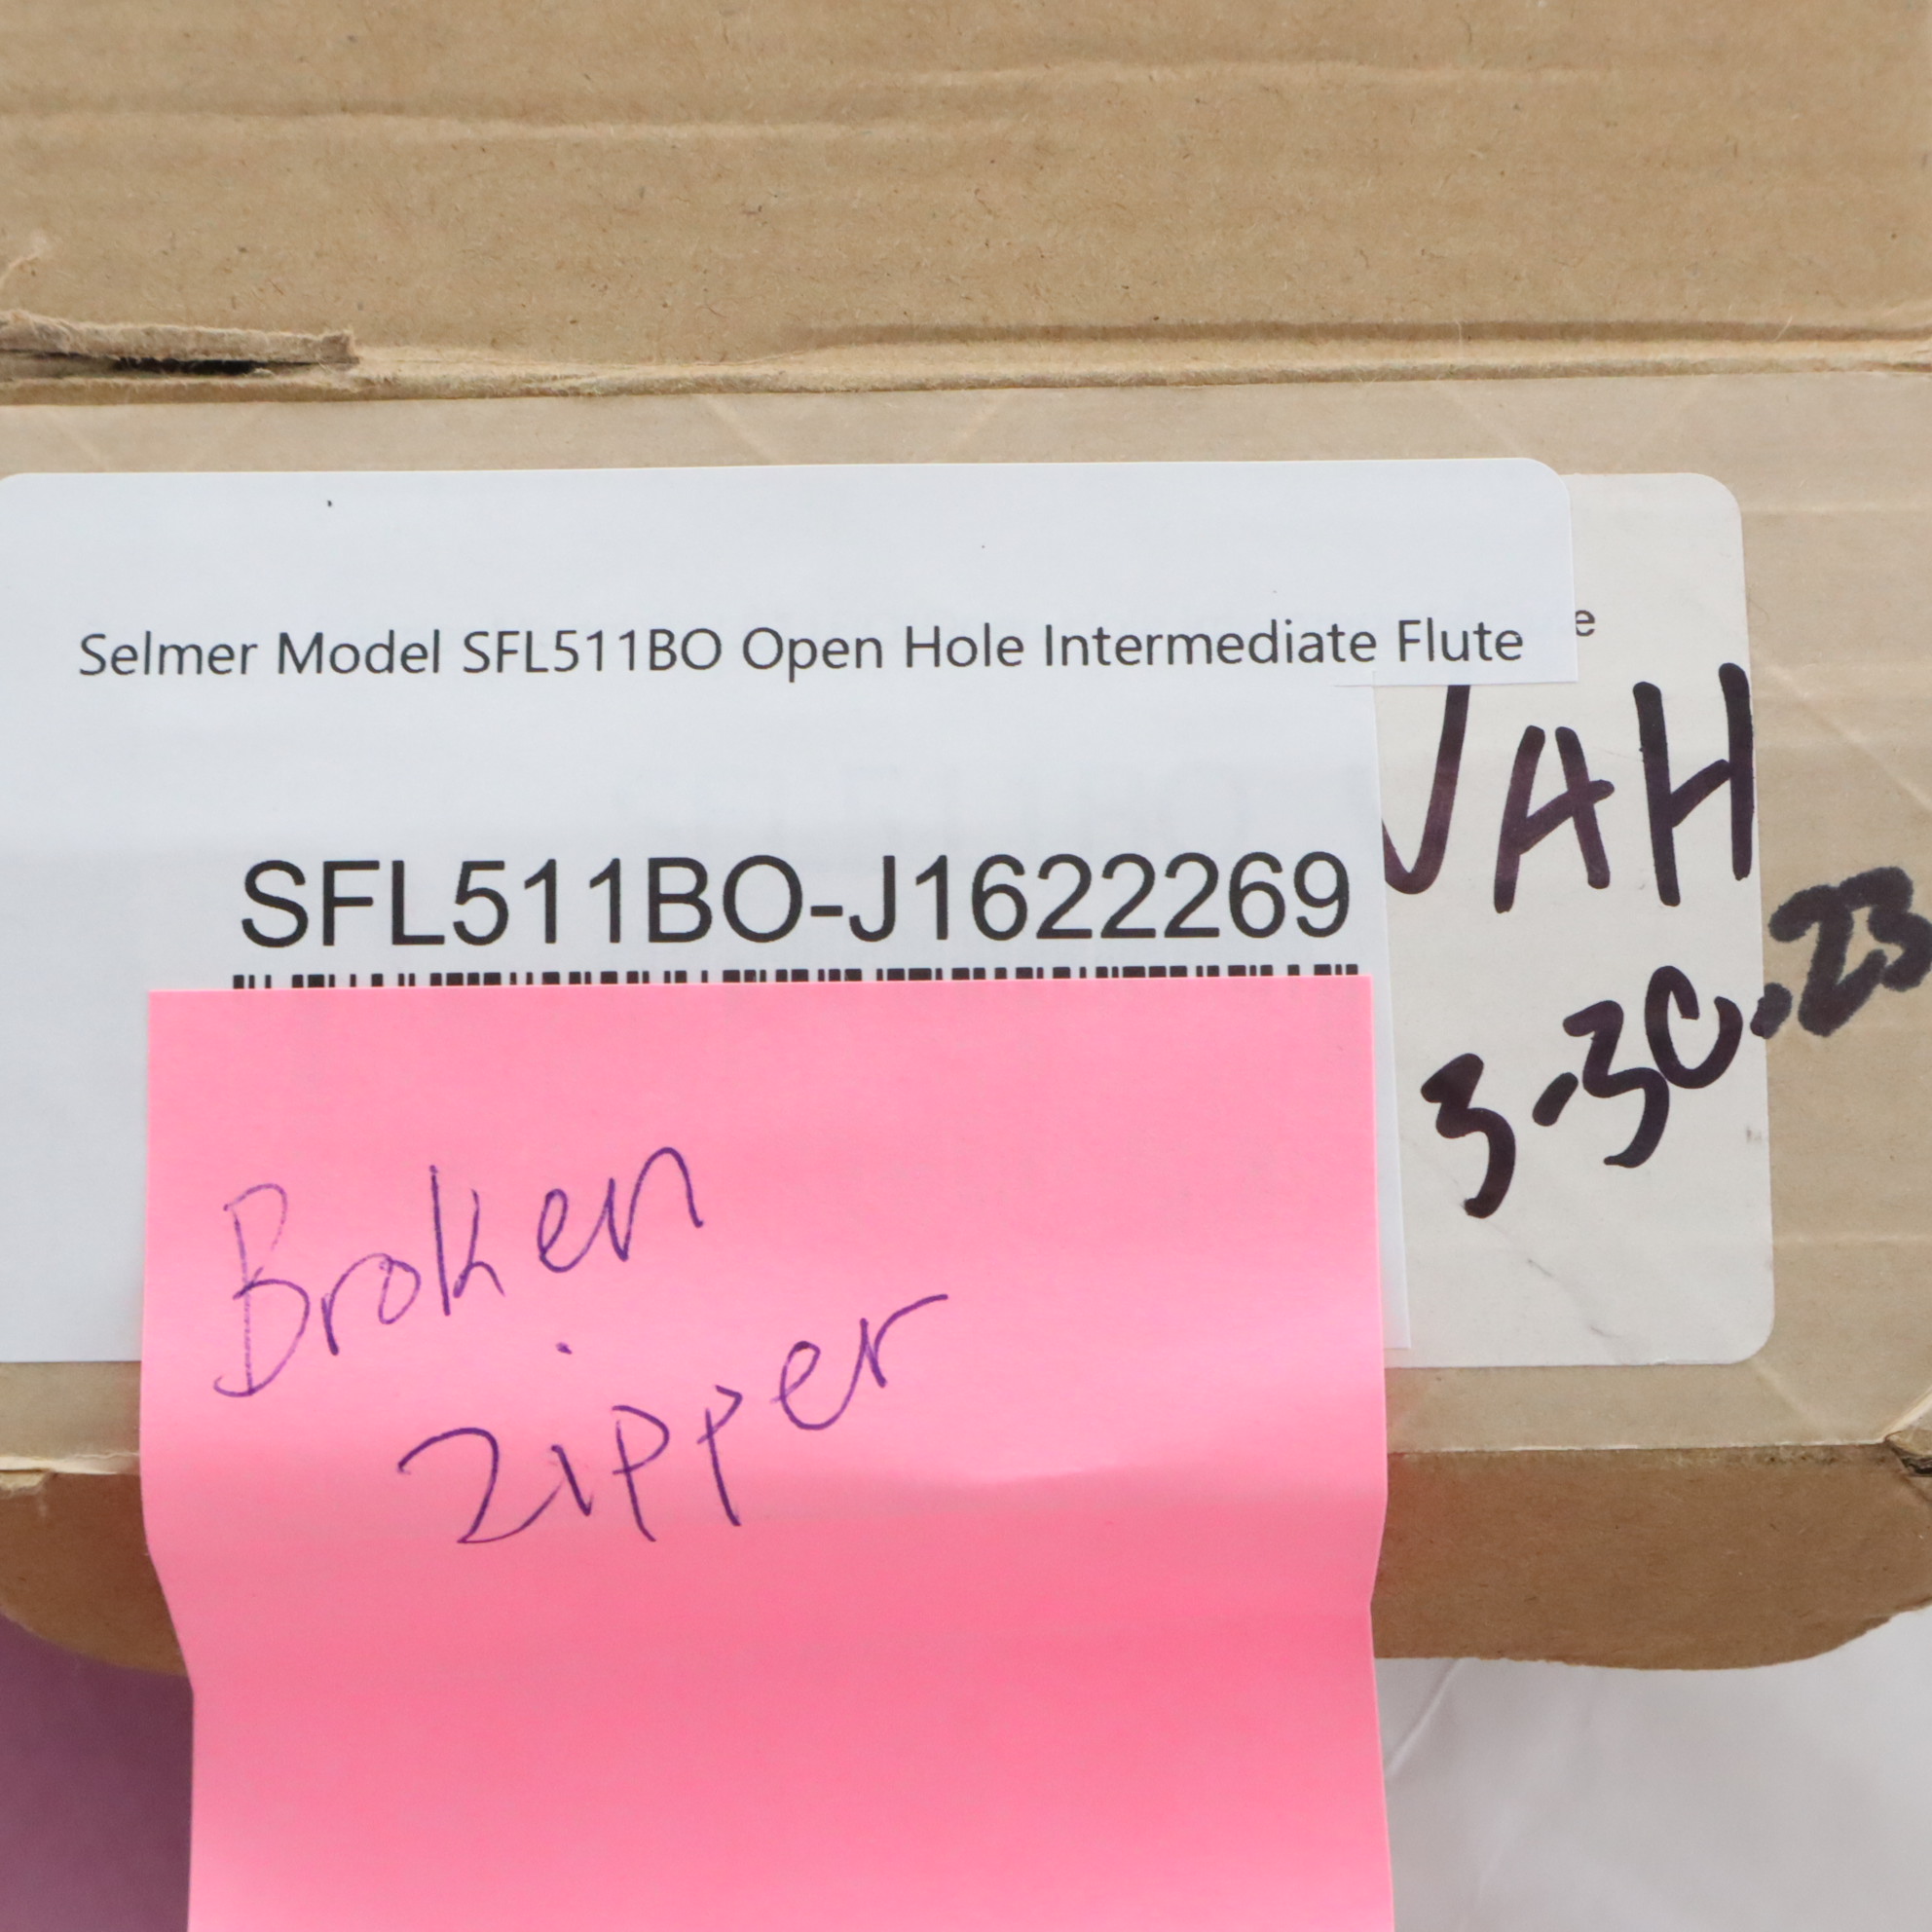 Selmer Model SFL511BO Open Hole Intermediate Flute
e
JAH
SFL511BO-J1622269
3-30.23
Broken
zipper